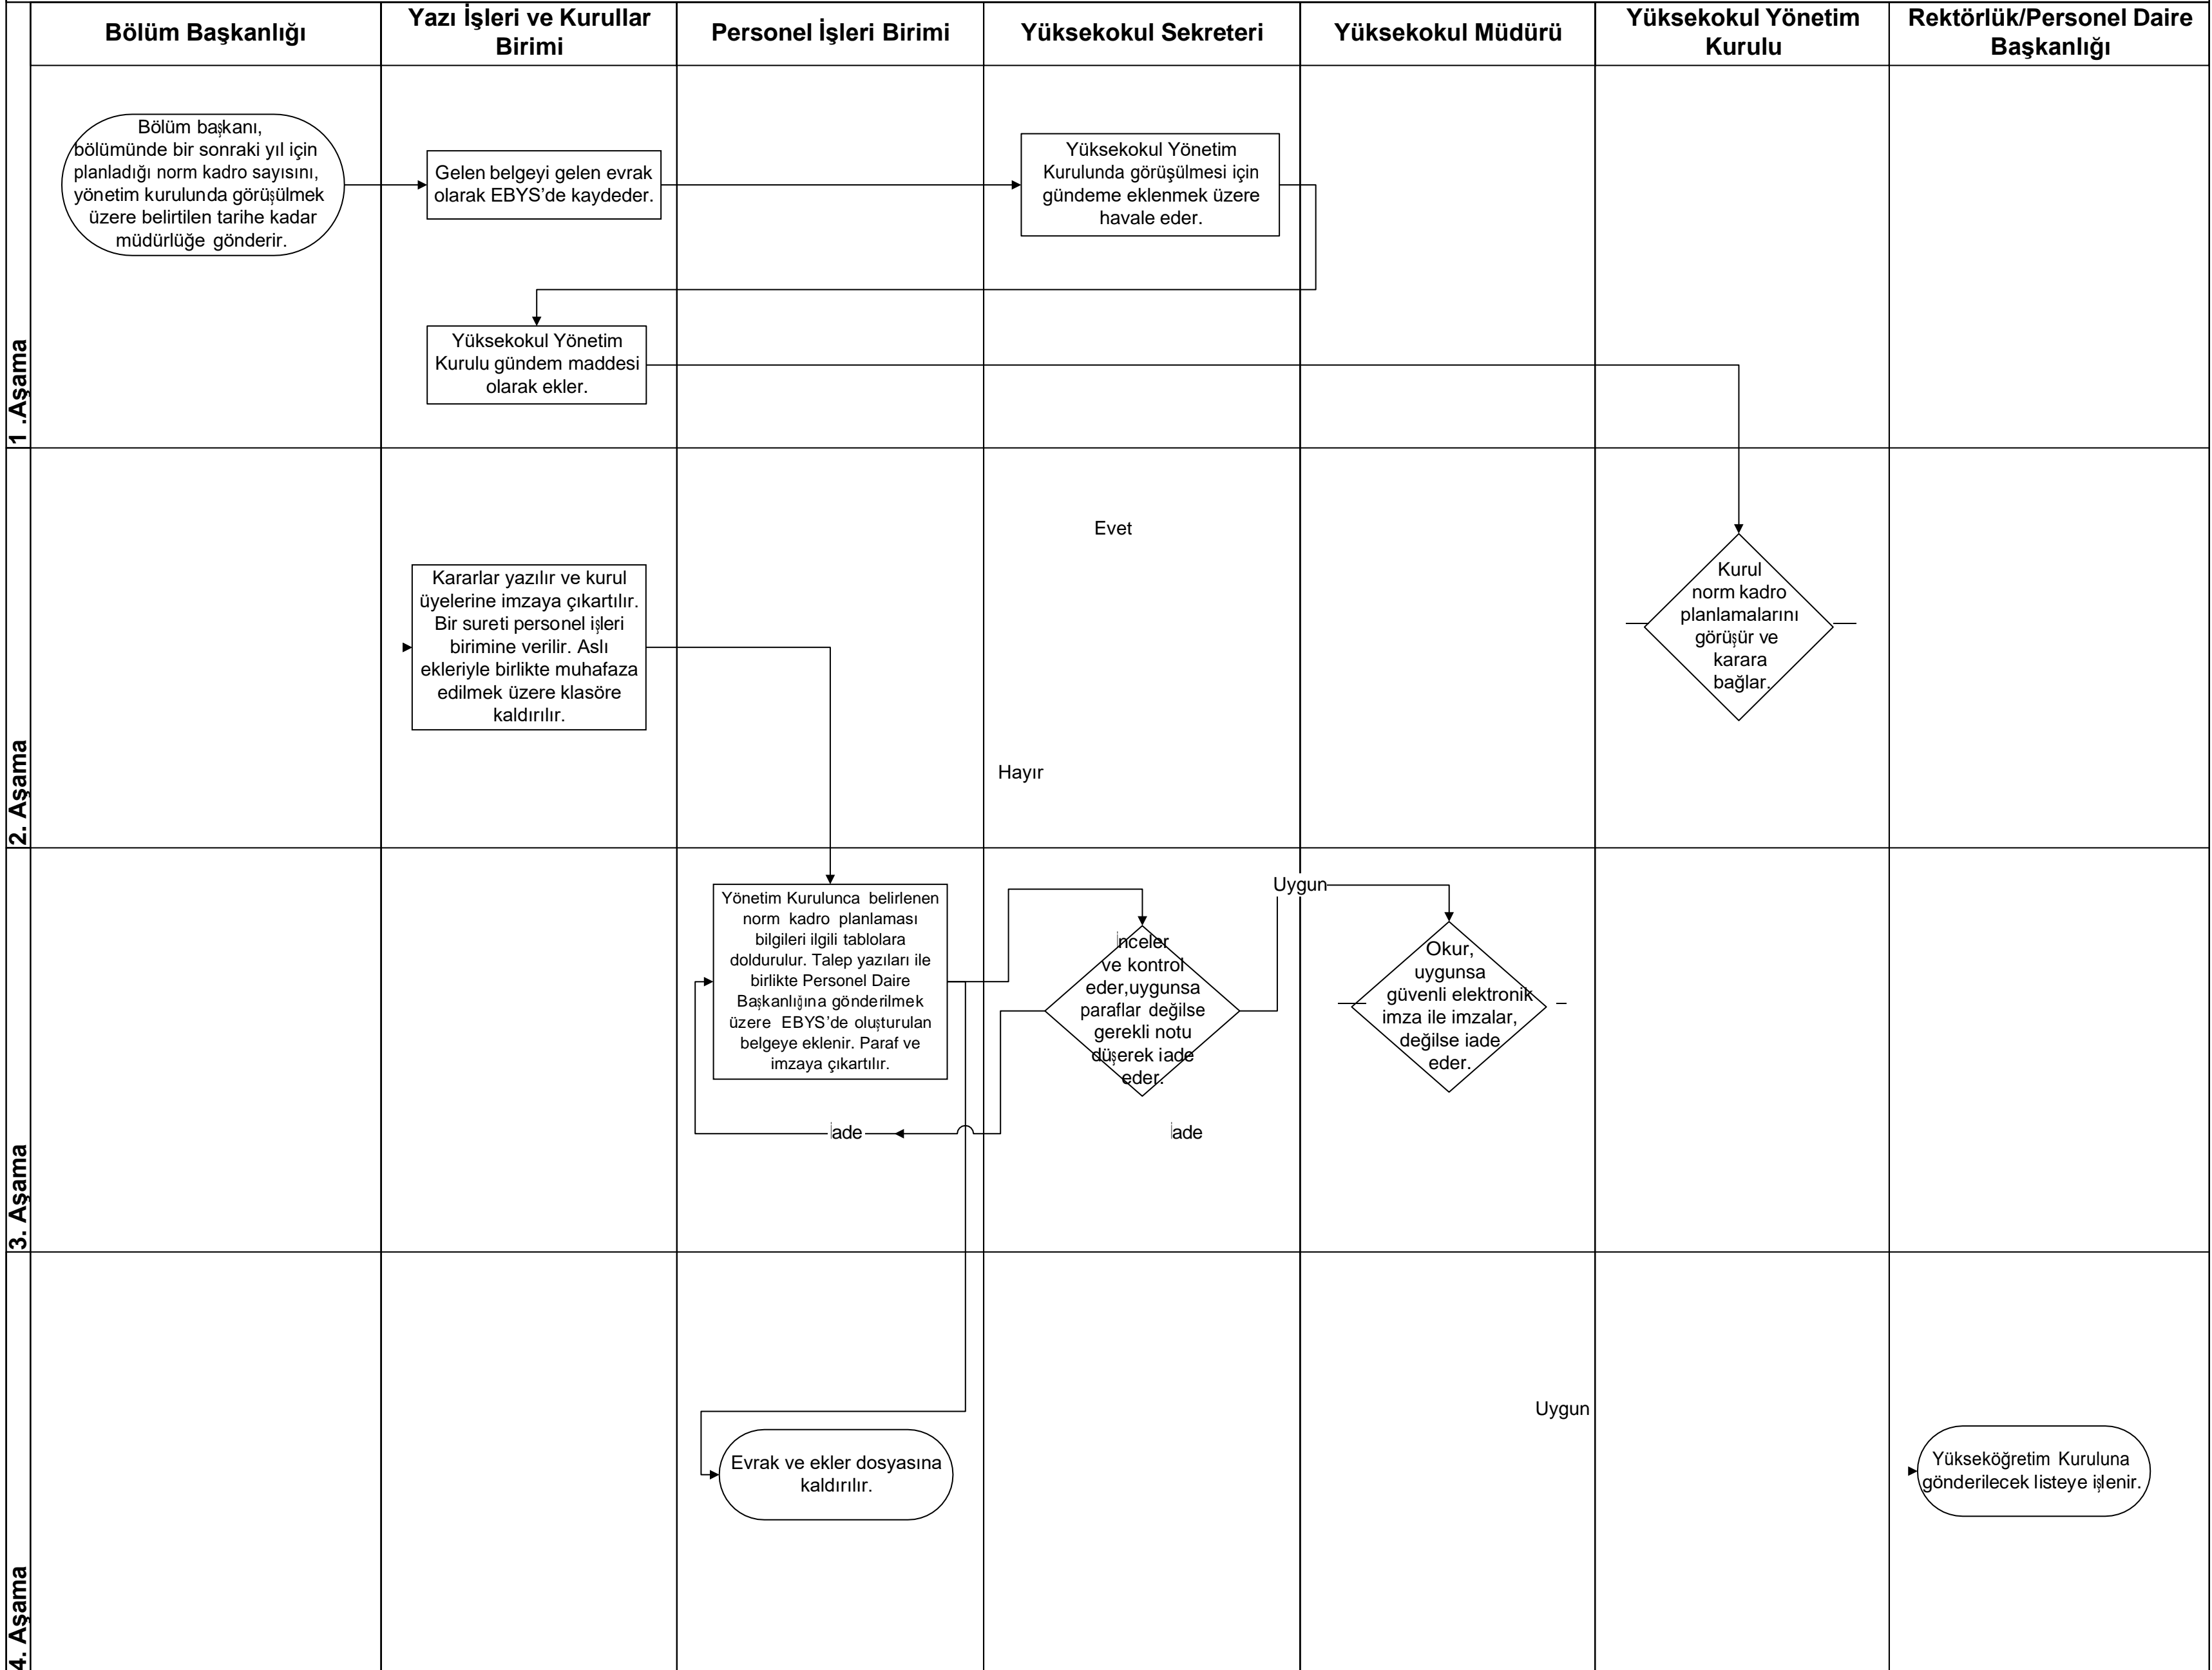 Bölüm Başkanlığı
Yazı İşleri ve Kurullar
Birimi
Personel İşleri Birimi
Yüksekokul Sekreteri
Yüksekokul Müdürü
Yüksekokul Yönetim
Kurulu
Rektörlük/Personel Daire
Başkanlığı
1 .Aşama
Bölüm başkanı,
bölümünde bir sonraki yıl için
planladığı norm kadro sayısını,
yönetim kurulunda görüşülmek
üzere belirtilen tarihe kadar
müdürlüğe gönderir.
Gelen belgeyi gelen evrak
olarak EBYS’de kaydeder.
Yüksekokul Yönetim
Kurulunda görüşülmesi için
gündeme eklenmek üzere
havale eder.
Yüksekokul Yönetim
Kurulu gündem maddesi
olarak ekler.
2. Aşama
Evet
Kararlar yazılır ve kurul
üyelerine imzaya çıkartılır.
Bir sureti personel işleri
birimine verilir. Aslı
ekleriyle birlikte muhafaza
edilmek üzere klasöre
kaldırılır.
Kurul
norm kadro
planlamalarını
görüşür ve
karara
bağlar.
Hayır
3. Aşama
Yönetim Kurulunca belirlenen
norm kadro planlaması
bilgileri ilgili tablolara
doldurulur. Talep yazıları ile
birlikte Personel Daire
Başkanlığına gönderilmek
üzere EBYS’de oluşturulan
belgeye eklenir. Paraf ve
imzaya çıkartılır.
İnceler
ve kontrol
eder,uygunsa
paraflar değilse
gerekli notu
düşerek iade
eder.
Uygun
Okur,
uygunsa
güvenli elektronik
imza ile imzalar,
değilse iade
eder.
İade
İade
4. Aşama
Uygun
Evrak ve ekler dosyasına
kaldırılır.
Yükseköğretim Kuruluna
gönderilecek listeye işlenir.